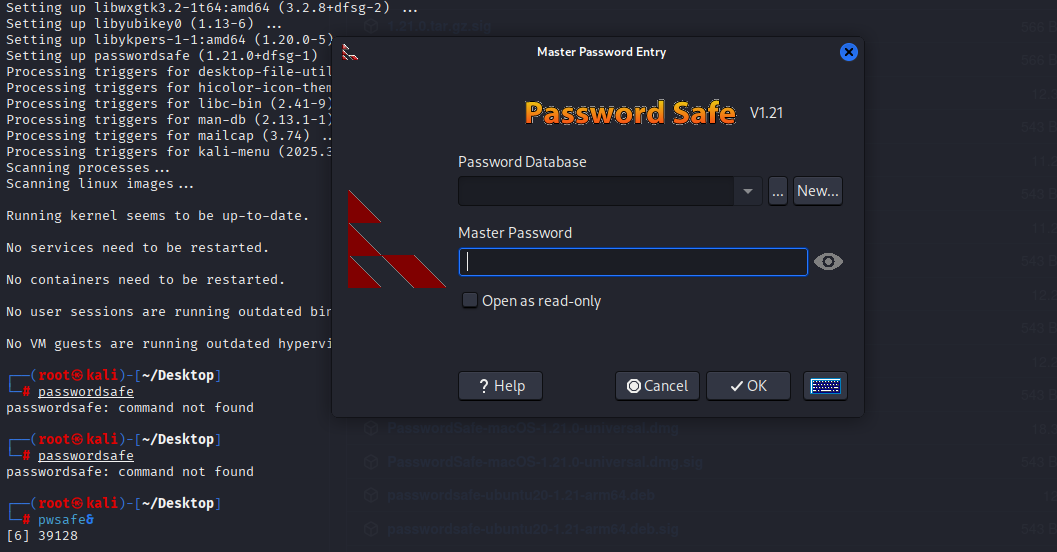 Setting up libwxgtk3.2-1t64:amd64 (3.2.8+dfsg-2) ...
Setting up libyubikey0 (1.13-6) ...
Setting up libykpers-1-1:amd64 (1.20.0-5)
Setting up passwordsafe (1.21.0+dfsg-1)
Processing triggers for desktop-file-util
Processing triggers for hicolor-icon-them
Processing triggers for libc-bin (2.41-9)
Processing triggers for man-db (2.13.1-1)
Processing triggers for mailcap (3.74) ..
Processing triggers for kali-menu (2025.3
Scanning processes...
Scanning linux images...
Running kernel seems to be up-to-date.
No services need to be restarted.
No containers need to be restarted.
No user sessions are running outdated bin
No VM guests are running outdated hypervi
┌──(root㉿kali)-[~/Desktop]
└─# passwordsafe
passwordsafe: command not found
┌──(root㉿kali)-[~/Desktop]
└─# passwordsafe
passwordsafe: command not found
┌──(root㉿kali)-[~/Desktop]
└─# pwsafe&
[6] 39128
Master Password Entry
Password Safe V1.21
Password Database
... New...
Master Password
Open as read-only
? Help Cancel OK
1.21.0.tar.gz.sig
PasswordSafe-macOS-1.21.0-universal.dmg
PasswordSafe-macOS-1.21.0-universal.dmg.sig
passwordsafe-ubuntu20-1.21-arm64.deb
passwordsafe-ubuntu20-1.21-arm64.deb.sig